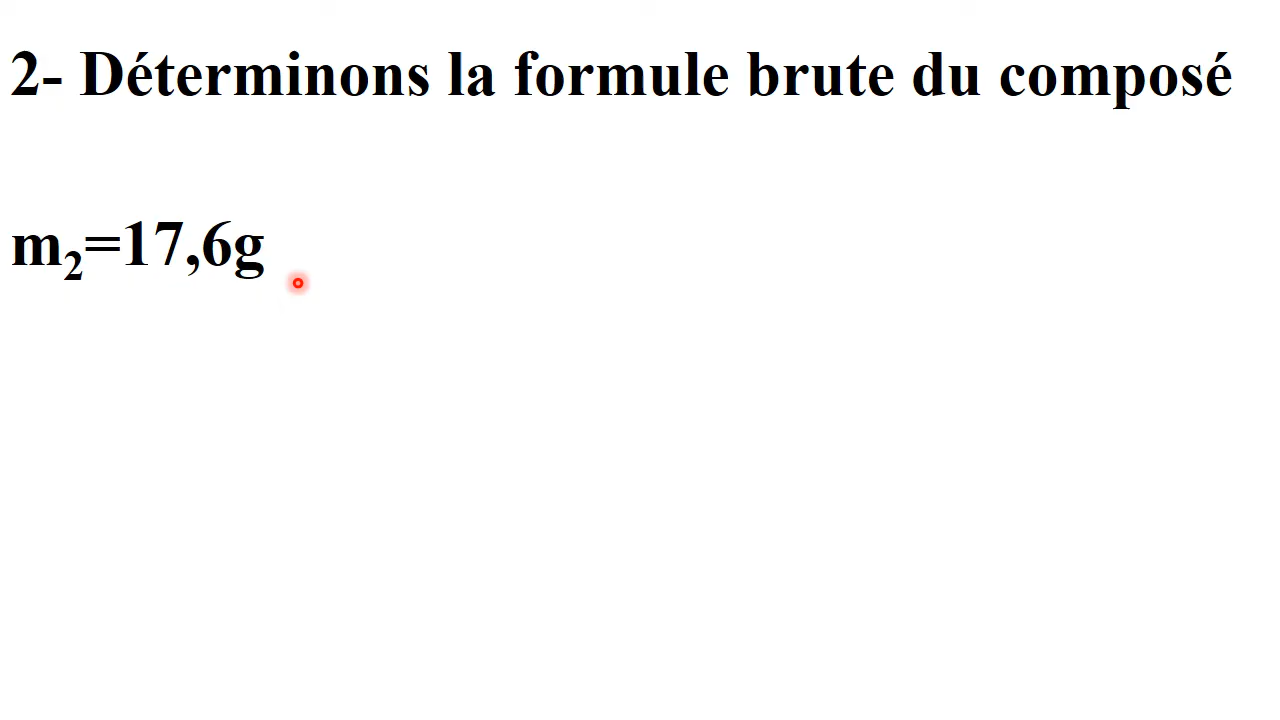 2- Déterminons la formule brute du composé
m₂=17,6g